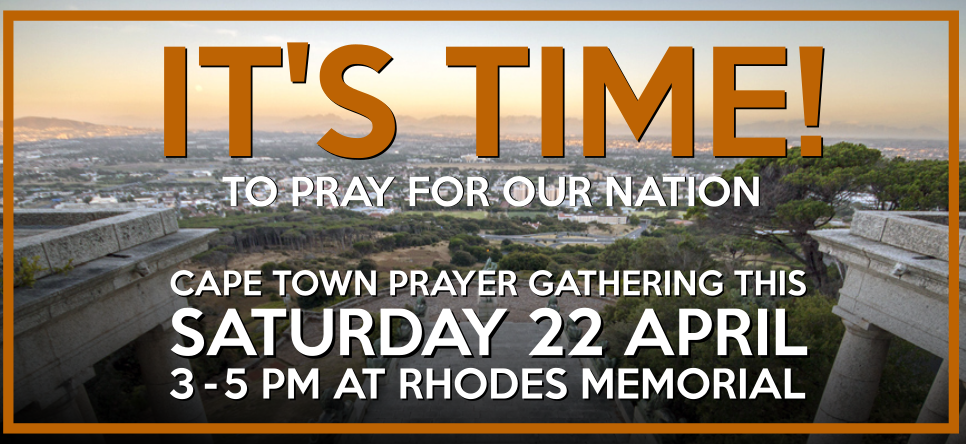 IT'S TIME!
TO PRAY FOR OUR NATION
CAPE TOWN PRAYER GATHERING THIS
SATURDAY 22 APRIL
3 - 5 PM AT RHODES MEMORIAL